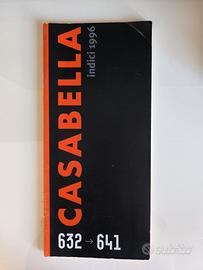 CASABELLA
indici 1996
632 → 641
subito